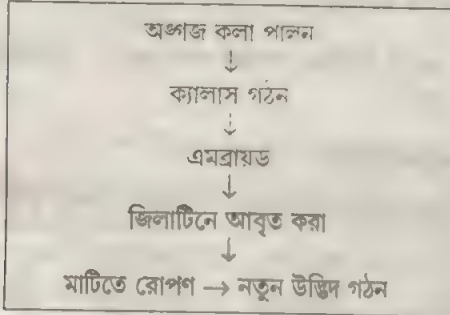 অঙ্গজ কলা পালন
↓
ক্যালাস গঠন
↓
এমব্রায়ড
↓
জিলাটিনে আবৃত করা
↓
মাটিতে রোপণ → নতুন উদ্ভিদ গঠন